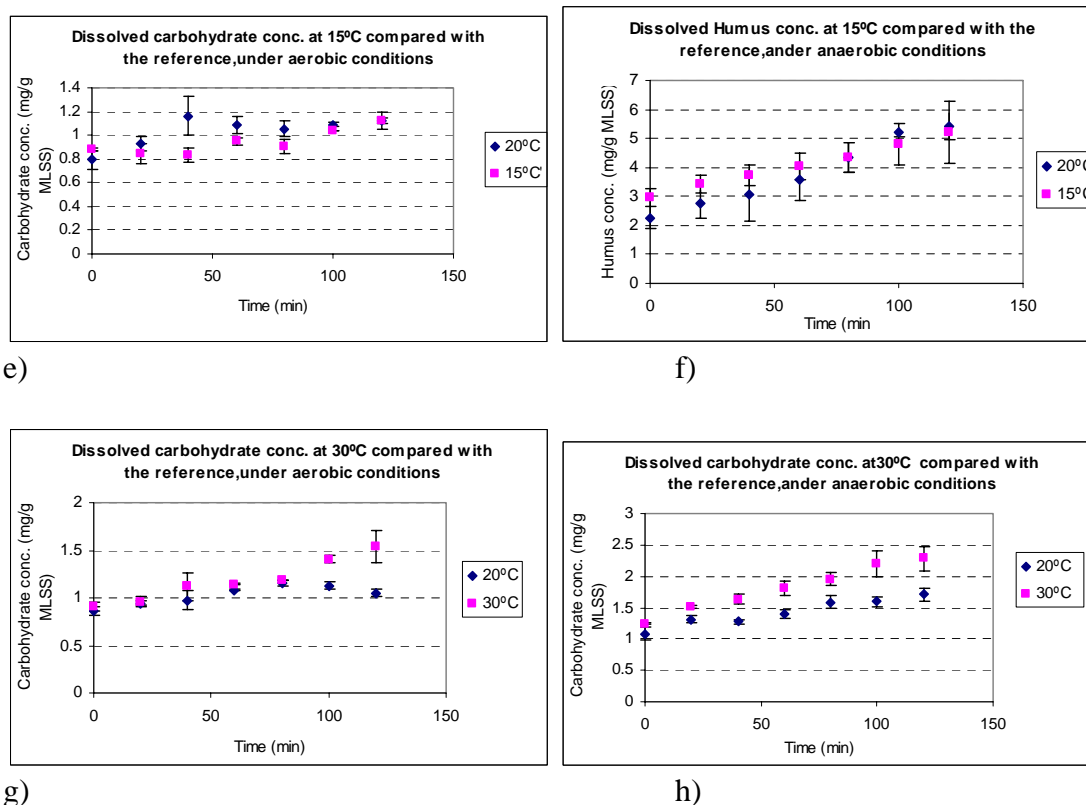 Dissolved carbohydrate conc. at 15ºC compared with
the reference,under aerobic conditions
Carbohydrate conc. (mg/g
MLSS)
1.4
1.2
1
0.8
0.6
0.4
0.2
0
0 50 100 150
Time (min)
20ºC
15ºC'
e)
Dissolved Humus conc. at 15ºC compared with the
reference,ander anaerobic conditions
Humus conc. (mg/g MLSS)
7
6
5
4
3
2
1
0
0 50 100 150
Time (min
20ºC
15ºC
f)
Dissolved carbohydrate conc. at 30ºC compared with
the reference,under aerobic conditions
Carbohydrate conc. (mg/g
MLSS)
2
1.5
1
0.5
0
0 50 100 150
Time (min)
20ºC
30ºC
g)
Dissolved carbohydrate conc. at30ºC compared with
the reference,ander anaerobic conditions
Carbohydrate conc. (mg/g
MLSS)
3
2.5
2
1.5
1
0.5
0
0 50 100 150
Time (min)
20ºC
30ºC
h)